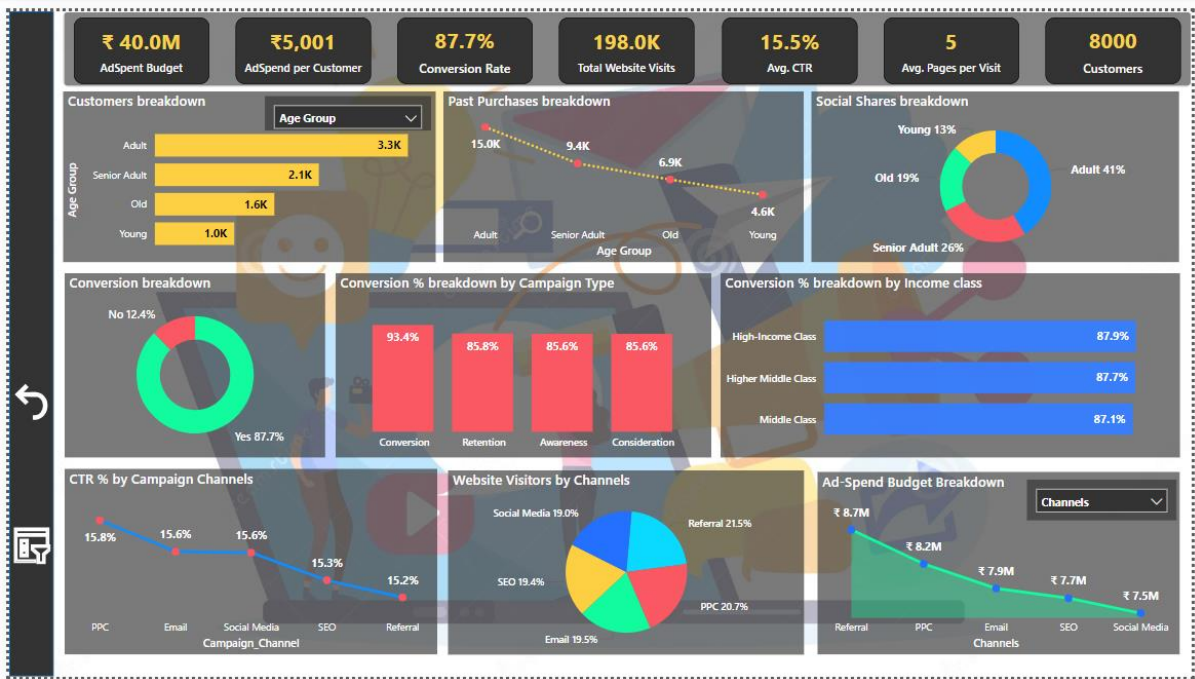 ₹ 40.0M
AdSpent Budget
₹5,001
AdSpend per Customer
87.7%
Conversion Rate
198.0K
Total Website Visits
15.5%
Avg. CTR
5
Avg. Pages per Visit
8000
Customers
Customers breakdown
Age Group
Age Group
Adult
3.3K
Senior Adult
2.1K
Old
1.6K
Young
1.0K
Past Purchases breakdown
15.0K
9.4K
6.9K
4.6K
Adult
Senior Adult
Old
Young
Age Group
Social Shares breakdown
Young 13%
Adult 41%
Old 19%
Senior Adult 26%
Conversion breakdown
No 12.4%
Yes 87.7%
Conversion % breakdown by Campaign Type
93.4%
85.8%
85.6%
85.6%
Conversion
Retention
Awareness
Consideration
Conversion % breakdown by Income class
High-Income Class
87.9%
Higher Middle Class
87.7%
Middle Class
87.1%
CTR % by Campaign Channels
15.8%
15.6%
15.6%
15.3%
15.2%
PPC
Email
Social Media
SEO
Referral
Campaign_Channel
Website Visitors by Channels
Social Media 19.0%
Referral 21.5%
SEO 19.4%
PPC 20.7%
Email 19.5%
Ad-Spend Budget Breakdown
Channels
₹ 8.7M
₹ 8.2M
₹ 7.9M
₹ 7.7M
₹ 7.5M
Referral
PPC
Email
SEO
Social Media
Channels